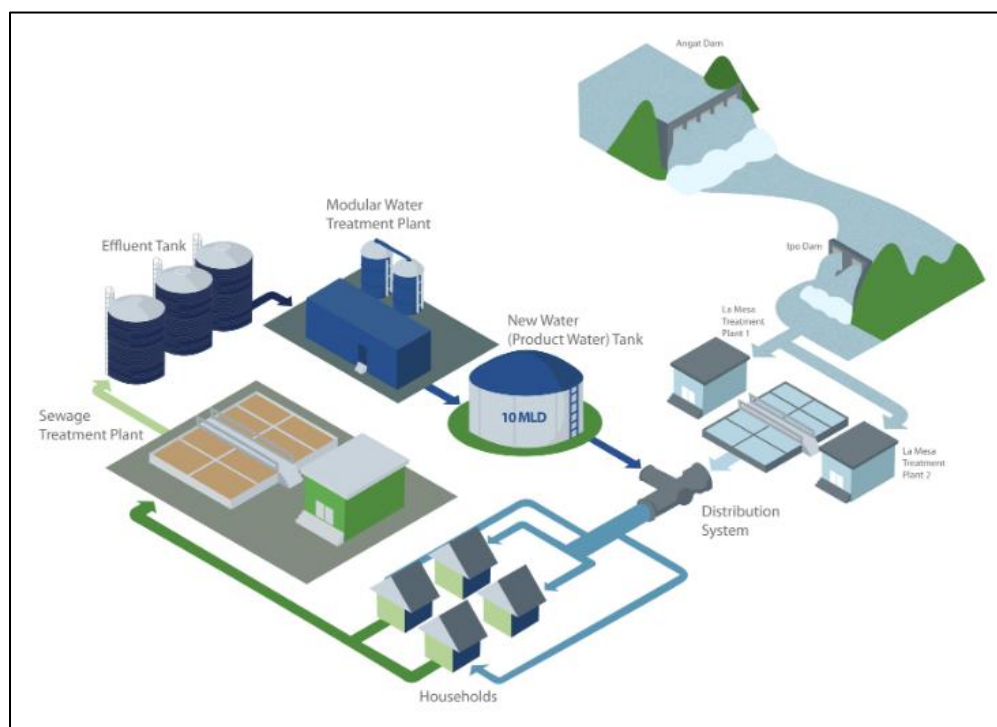 Angat Dam
Modular Water
Treatment Plant
Effluent Tank
Ipo Dam
La Mesa
Treatment
Plant 1
New Water
(Product Water) Tank
10 MLD
Sewage
Treatment Plant
La Mesa
Treatment
Plant 2
Distribution
System
Households